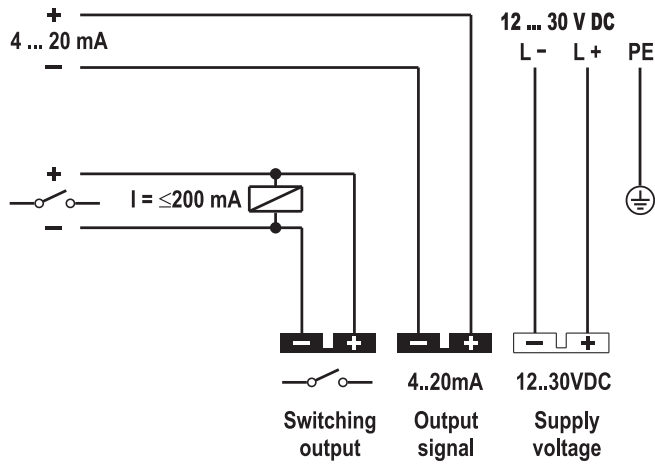 +
4 ... 20 mA
−
12 ... 30 V DC
L − L + PE
+
I = ≤200 mA
−
− + − + − +
4..20mA 12..30VDC
Switching output
Output signal
Supply voltage